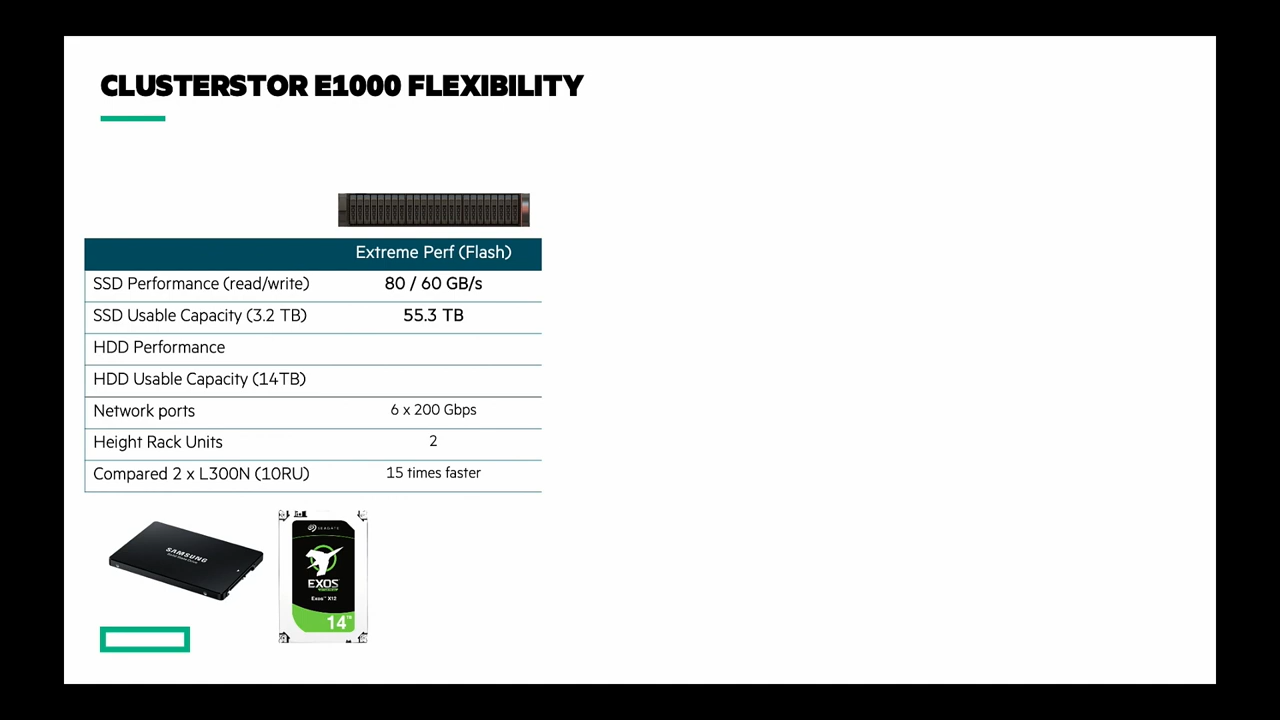 CLUSTERSTOR E1000 FLEXIBILITY
Extreme Perf (Flash)
SSD Performance (read/write) 80 / 60 GB/s
SSD Usable Capacity (3.2 TB) 55.3 TB
HDD Performance
HDD Usable Capacity (14TB)
Network ports 6 x 200 Gbps
Height Rack Units 2
Compared 2 x L300N (10RU) 15 times faster
SAMSUNG
SEAGATE
EXOS
Exos™ X12
14